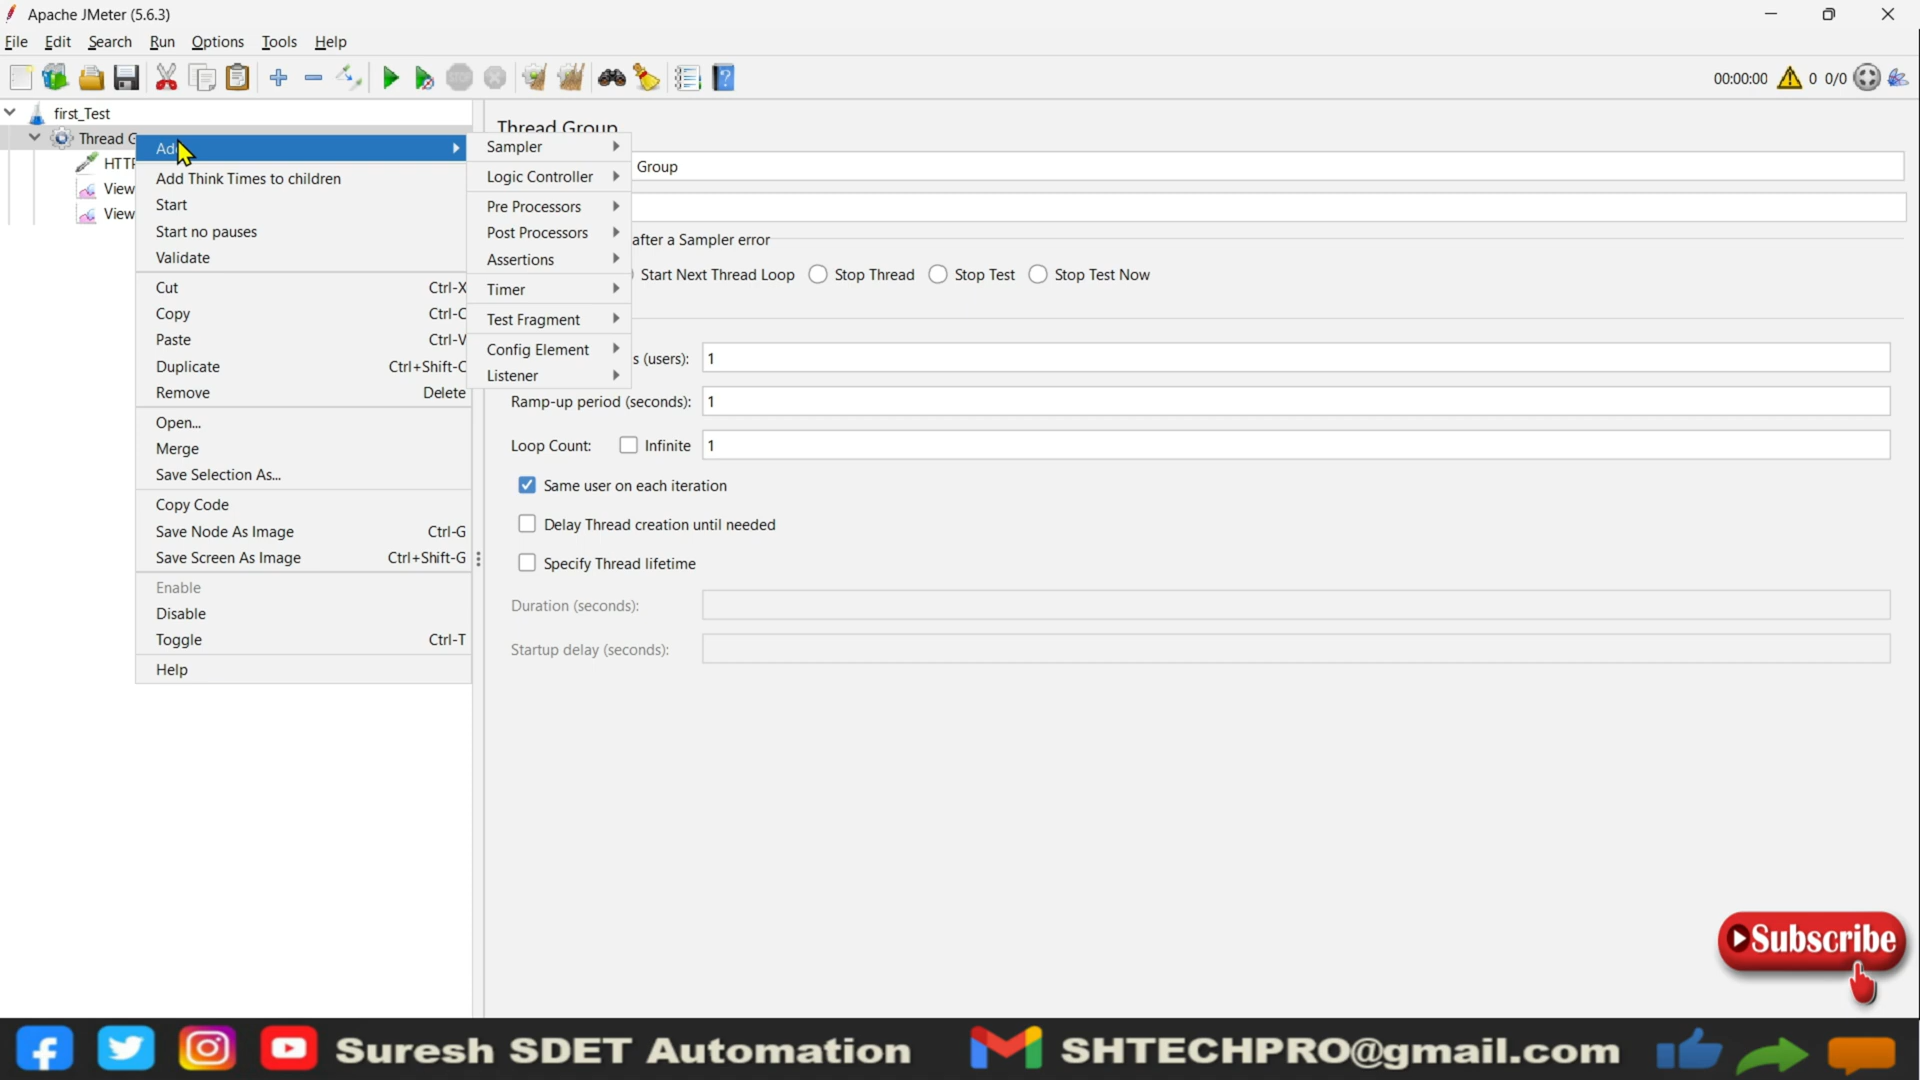 Apache JMeter (5.6.3)
File Edit Search Run Options Tools Help
00:00:00 0 0/0
first_Test
Thread G
HTTP
View
View
Add
Add Think Times to children
Start
Start no pauses
Validate
Cut Ctrl-X
Copy Ctrl-C
Paste Ctrl-V
Duplicate Ctrl+Shift-C
Remove Delete
Open...
Merge
Save Selection As...
Copy Code
Save Node As Image Ctrl-G
Save Screen As Image Ctrl+Shift-G
Enable
Disable
Toggle Ctrl-T
Help
Sampler
Logic Controller
Pre Processors
Post Processors
Assertions
Timer
Test Fragment
Config Element
Listener
Thread Group
Group
after a Sampler error
Start Next Thread Loop Stop Thread Stop Test Stop Test Now
s (users): 1
Ramp-up period (seconds): 1
Loop Count: Infinite 1
Same user on each iteration
Delay Thread creation until needed
Specify Thread lifetime
Duration (seconds):
Startup delay (seconds):
Subscribe
Suresh SDET Automation SHTECHPRO@gmail.com